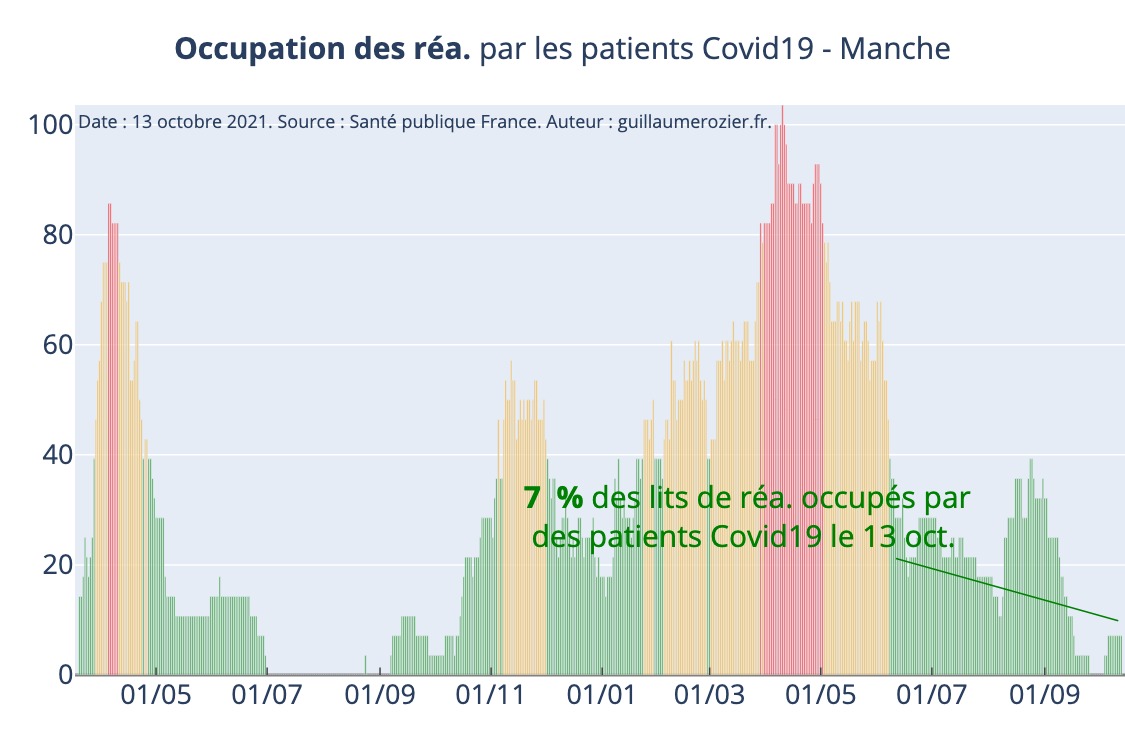 Occupation des réa. par les patients Covid19 - Manche
Date : 13 octobre 2021. Source : Santé publique France. Auteur : guillaumerozier.fr.
100
80
60
40
20
0
7 % des lits de réa. occupés par
des patients Covid19 le 13 oct.
01/05 01/07 01/09 01/11 01/01 01/03 01/05 01/07 01/09